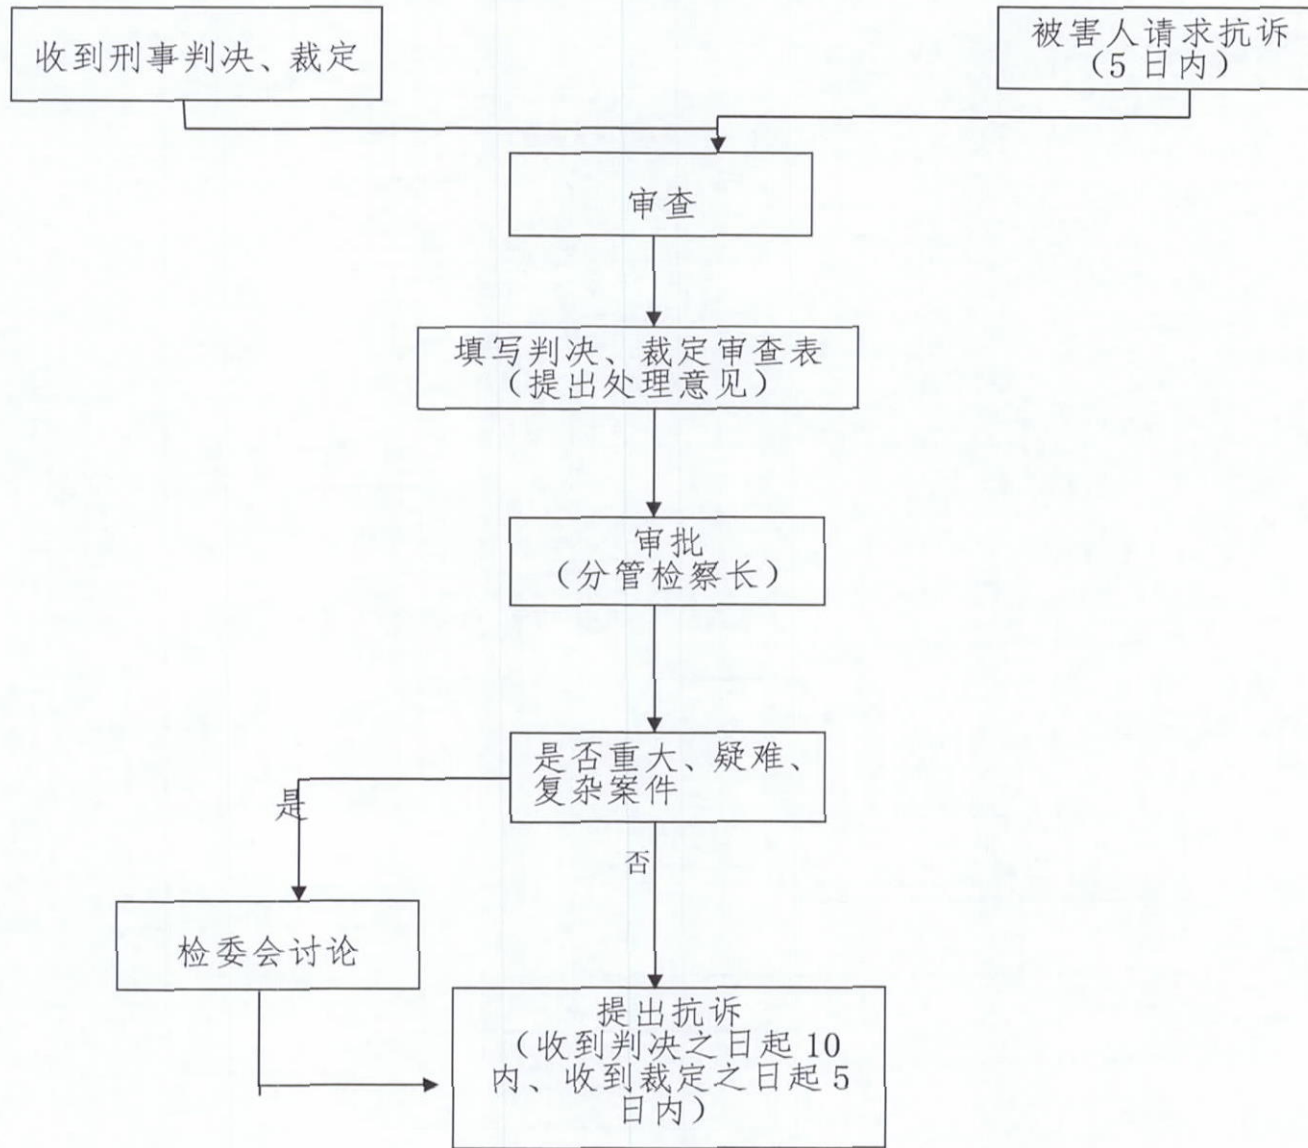 收到刑事判决、裁定
被害人请求抗诉
（5 日内）
审查
填写判决、裁定审查表
（提出处理意见）
审批
（分管检察长）
是否重大、疑难、
复杂案件
是
否
检委会讨论
提出抗诉
（收到判决之日起 10
内、收到裁定之日起 5
日内）